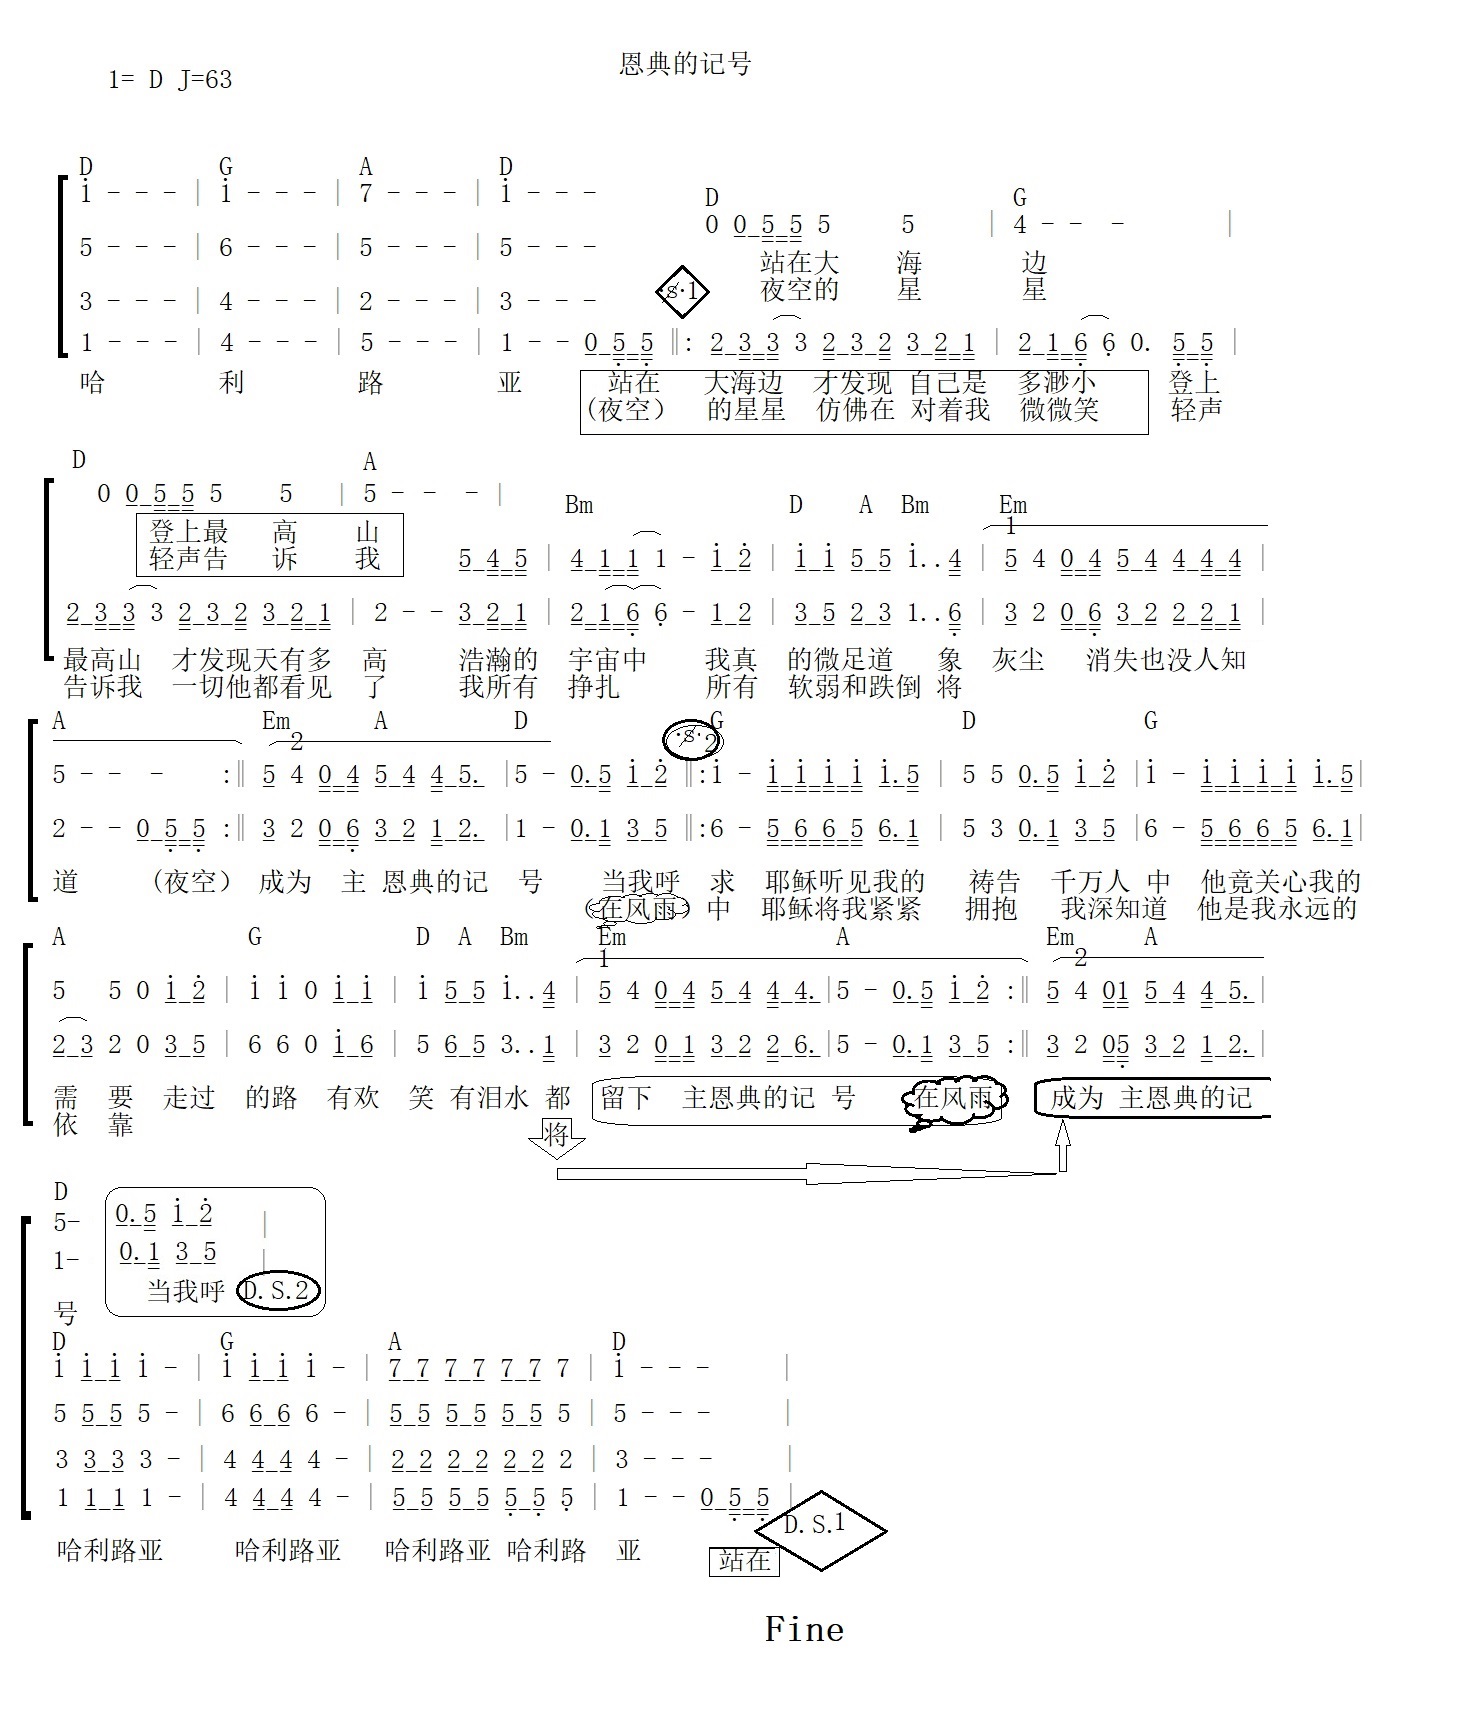 恩典的记号
1= D J=63
D G A D
i - - - | i - - - | 7 - - - | i - - -
D G
0 0 5 5 5 5 | 4 - - - |
5 - - - | 6 - - - | 5 - - - | 5 - - -
站在大 海 边
夜空的 星 星
3 - - - | 4 - - - | 2 - - - | 3 - - - ·S·1
1 - - - | 4 - - - | 5 - - - | 1 - - 0 5 5 ‖: 2 3 3 3 2 3 2 3 2 1 | 2 1 6 6 0. 5 5 |
哈 利 路 亚 站在 大海边 才发现 自己是 多渺小 登上
(夜空) 的星星 仿佛在 对着我 微微笑 轻声
D A
0 0 5 5 5 5 | 5 - - - |
Bm D A Bm Em
登上最 高 山 1
轻声告 诉 我 5 4 5 | 4 1 1 1 - i 2̇ | i i 5 5 i..4 | 5 4 0 4 5 4 4 4 4 |
2 3 3 3 2 3 2 3 2 1 | 2 - - 3 2 1 | 2 1 6 6 - 1 2 | 3 5 2 3 1..6 | 3 2 0 6 3 2 2 2 1 |
最高山 才发现天有多 高 浩瀚的 宇宙中 我真 的微足道 象 灰尘 消失也没人知
告诉我 一切他都看见 了 我所有 挣扎 所有 软弱和跌倒 将
A Em A D ·S·2 G D G
2
5 - - - :‖ 5 4 0 4 5 4 4 5. |5 - 0.5 i 2̇ ‖:i - i i i i i.5 | 5 5 0.5 i 2̇ |i - i i i i i.5|
2 - - 0 5 5 :‖ 3 2 0 6 3 2 1 2. |1 - 0.1 3 5 ‖:6 - 5 6 6 5 6.1 | 5 3 0.1 3 5 |6 - 5 6 6 5 6.1|
道 (夜空) 成为 主 恩典的记 号 当我呼 求 耶稣听见我的 祷告 千万人 中 他竟关心我的
(在风雨) 中 耶稣将我紧紧 拥抱 我深知道 他是我永远的
A G D A Bm Em A Em A
1 2
5 5 0 i 2̇ | i i 0 i i | i 5 5 i..4 | 5 4 0 4 5 4 4 4.|5 - 0.5 i 2̇ :‖ 5 4 01 5 4 4 5.|
2 3 2 0 3 5 | 6 6 0 i 6 | 5 6 5 3..1 | 3 2 0 1 3 2 2 6.|5 - 0.1 3 5 :‖ 3 2 05 3 2 1 2.|
需 要 走过 的路 有欢 笑 有泪水 都 留下 主恩典的记 号 在风雨 成为 主恩典的记
依 靠
将
D
5- 0.5 i 2̇ |
1- 0.1 3 5 |
当我呼 D.S.2
号
D G A D
i i i i - | i i i i - | 7 7 7 7 7 7 7 | i - - - |
5 5 5 5 - | 6 6 6 6 - | 5 5 5 5 5 5 5 | 5 - - - |
3 3 3 3 - | 4 4 4 4 - | 2 2 2 2 2 2 2 | 3 - - - |
1 1 1 1 - | 4 4 4 4 - | 5 5 5 5 5 5 5 | 1 - - 0 5 5 |
D.S.1
哈利路亚 哈利路亚 哈利路亚 哈利路 亚 站在
Fine